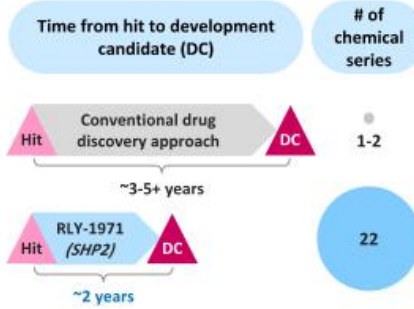 Time from hit to development
candidate (DC)
# of
chemical
series
Hit
Conventional drug
discovery approach
DC
~3-5+ years
1-2
Hit
RLY-1971
(SHP2)
DC
~2 years
22